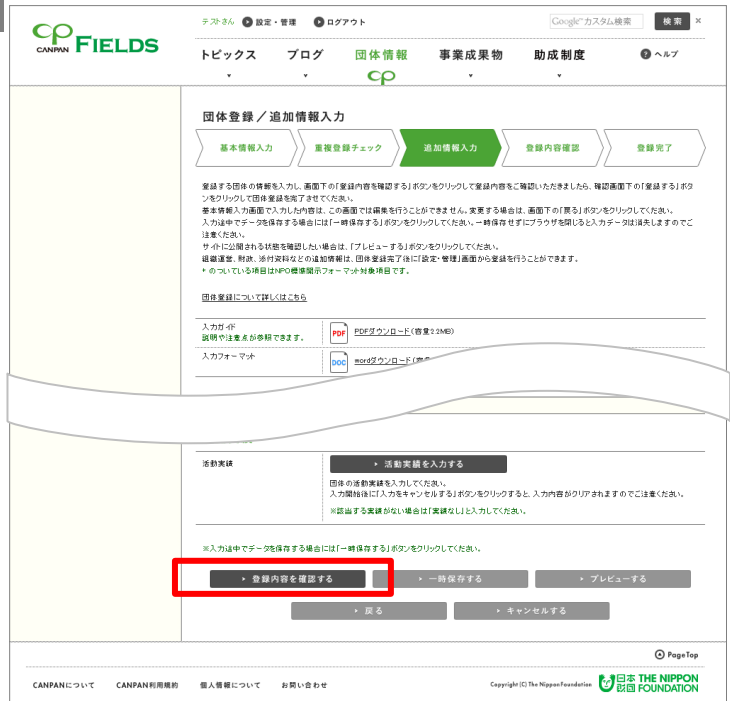 CANPAN FIELDS
テストさん 設定・管理 ログアウト
Google™カスタム検索 検索 ×
トピックス ブログ 団体情報 事業成果物 助成制度 ? ヘルプ
団体登録／追加情報入力
基本情報入力 重複登録チェック 追加情報入力 登録内容確認 登録完了
登録する団体の情報を入力し、画面下の「登録内容を確認する」ボタンをクリックして登録内容をご確認いただきましたら、確認画面下の「登録する」ボタ
ンをクリックして団体登録を完了させてください。
基本情報入力画面で入力した内容は、この画面では編集を行うことができません。変更する場合は、画面下の「戻る」ボタンをクリックしてください。
入力途中でデータを保存する場合には「一時保存する」ボタンをクリックしてください。一時保存せずにブラウザを閉じると入力データは消失しますのでご
注意ください。
サイトに公開される状態を確認したい場合は、「プレビューする」ボタンをクリックしてください。
組織運営、財政、添付資料などの追加情報は、団体登録完了後に「設定・管理」画面から登録を行うことができます。
* のついている項目はNPO標準開示フォーマット対象項目です。
団体登録について詳しくはこちら
入力ガイド
説明や注意点が参照できます。
PDF PDFダウンロード(容量2.2MB)
入力フォーマット
DOC wordダウンロード
活動実績
活動実績を入力する
団体の活動実績を入力してください。
入力開始後に「入力をキャンセルする」ボタンをクリックすると、入力内容がクリアされますのでご注意ください。
※該当する実績がない場合は「実績なし」と入力してください。
※入力途中でデータを保存する場合には「一時保存する」ボタンをクリックしてください。
登録内容を確認する 一時保存する プレビューする
戻る キャンセルする
PageTop
CANPANについて CANPAN利用規約 個人情報について お問い合わせ
Copyright (C) The Nippon Foundation
日本財団 THE NIPPON FOUNDATION